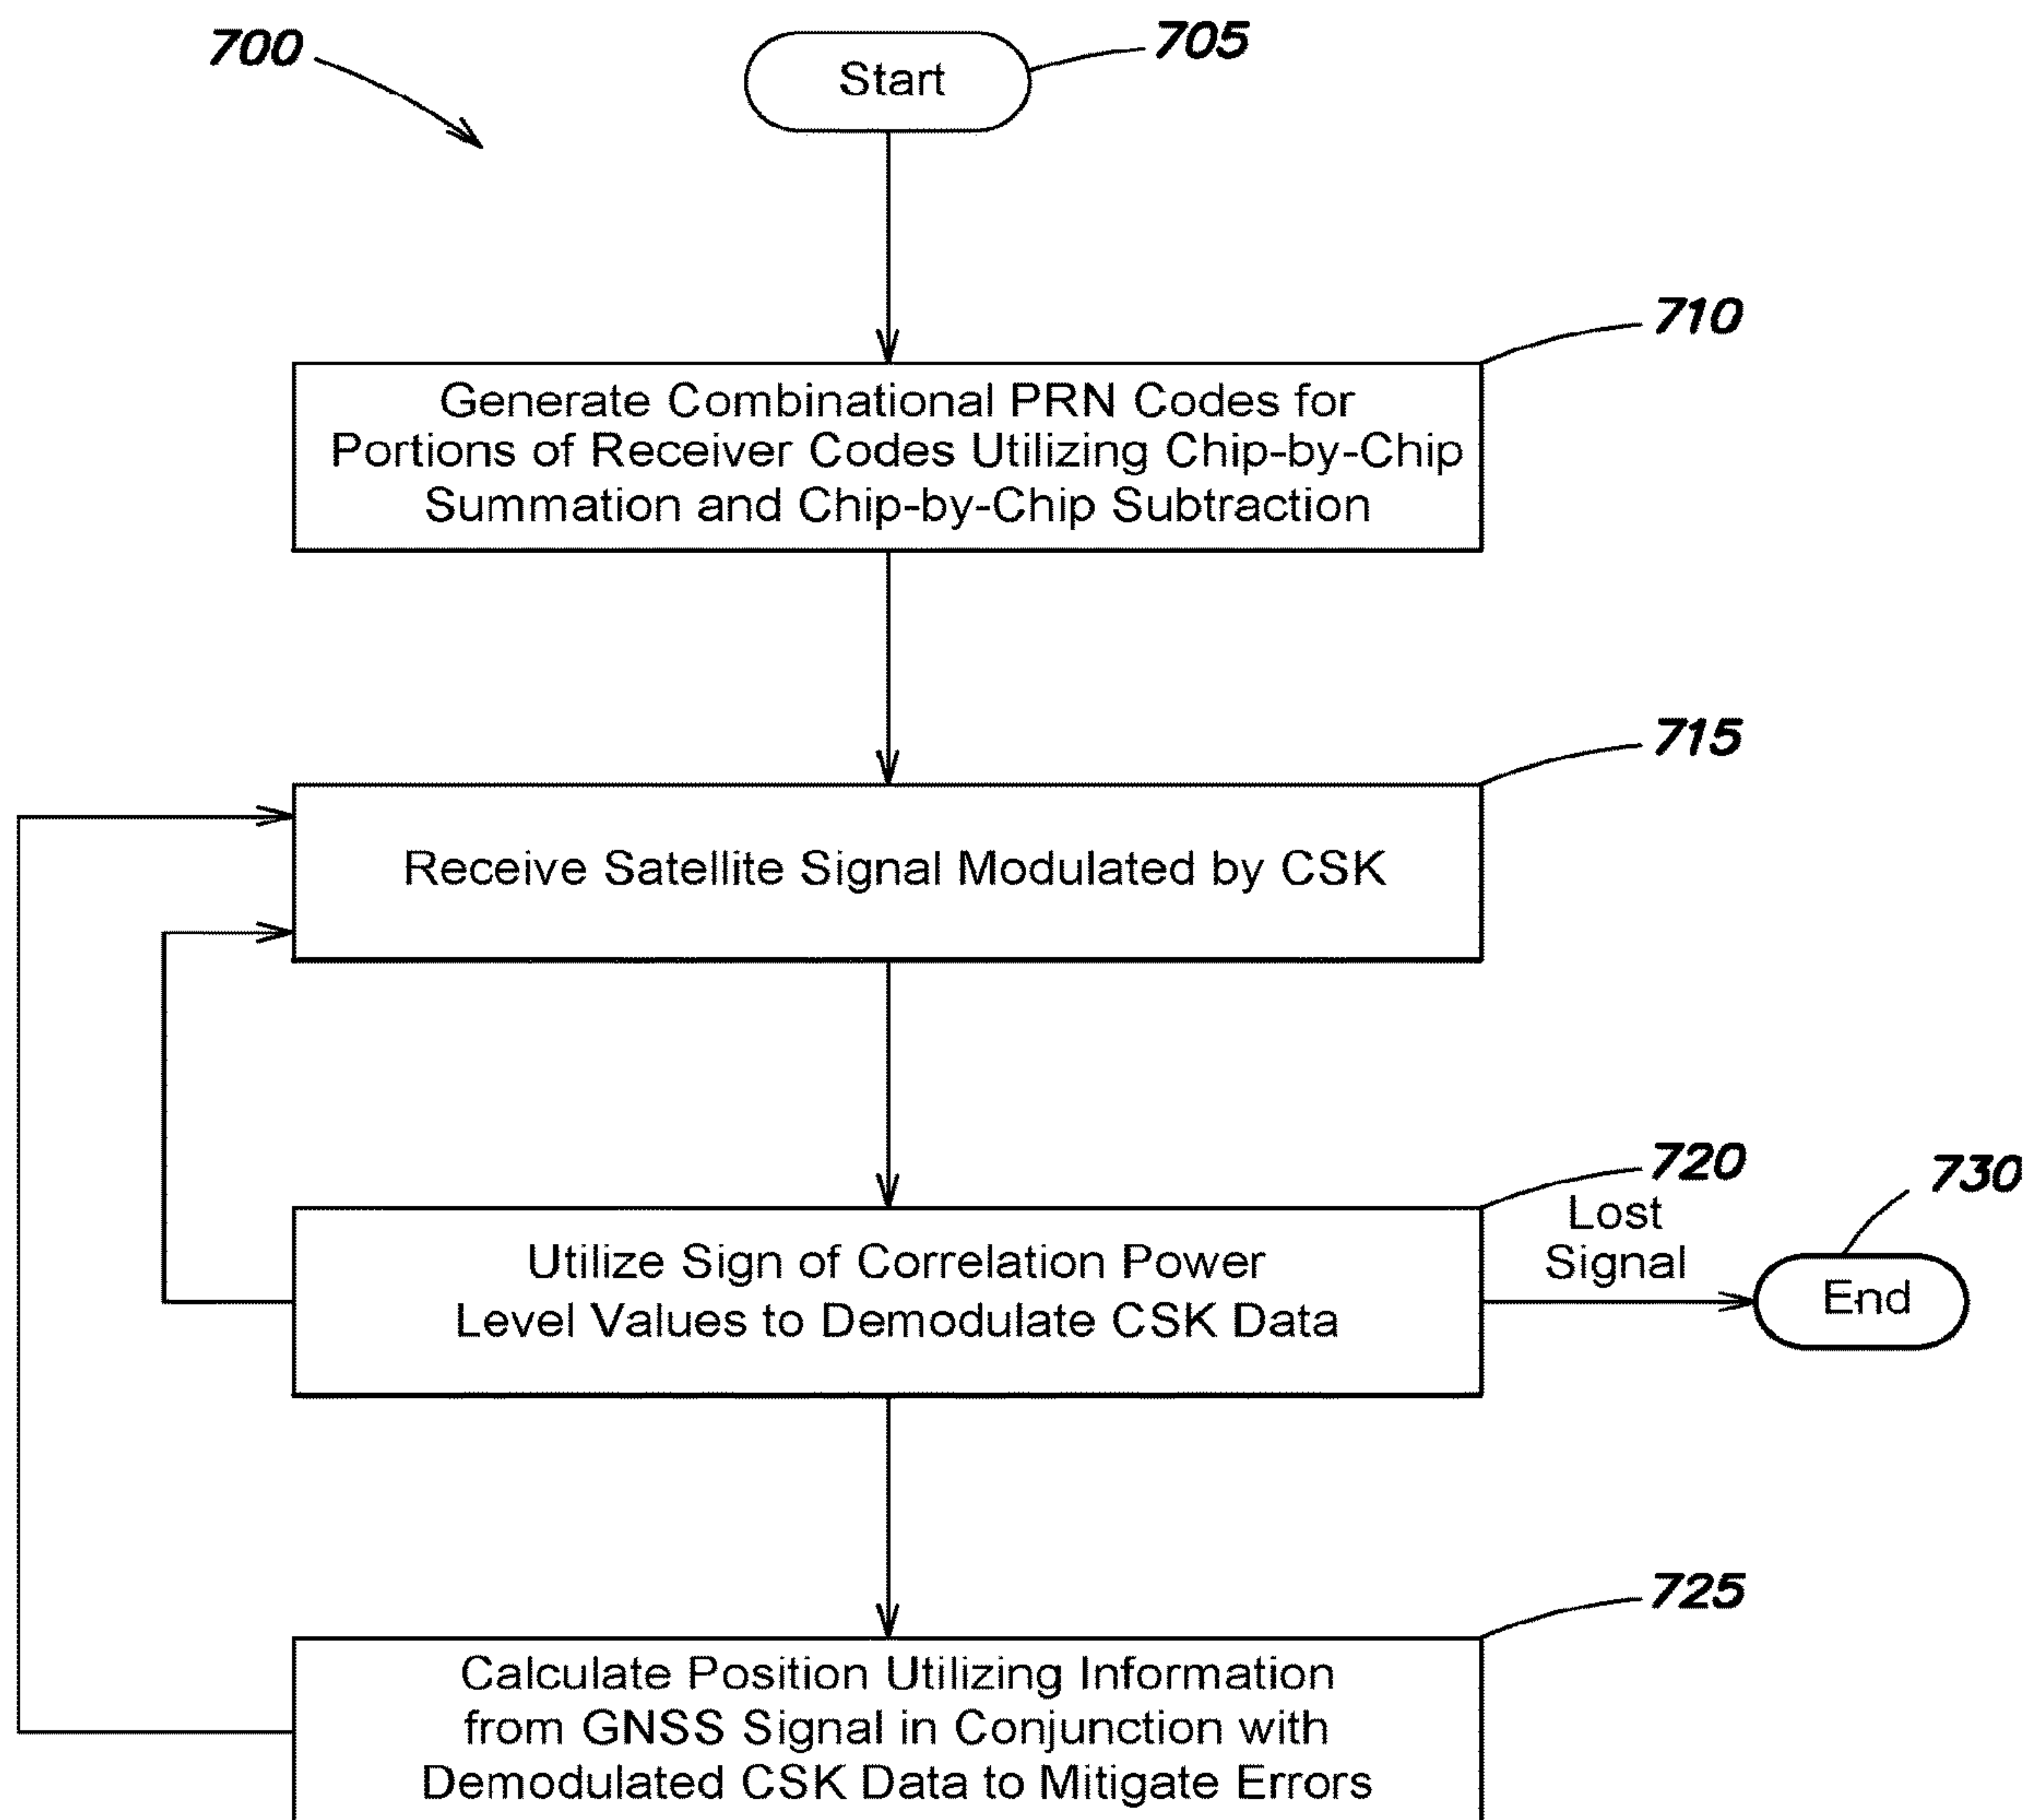 700
Start
705
710
Generate Combinational PRN Codes for
Portions of Receiver Codes Utilizing Chip-by-Chip
Summation and Chip-by-Chip Subtraction
715
Receive Satellite Signal Modulated by CSK
720
730
Lost
Signal
Utilize Sign of Correlation Power
Level Values to Demodulate CSK Data
End
725
Calculate Position Utilizing Information
from GNSS Signal in Conjunction with
Demodulated CSK Data to Mitigate Errors